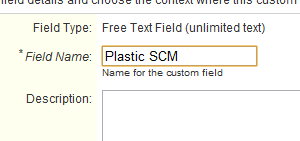 field details and choose the context where this custom
Field Type: Free Text Field (unlimited text)
* Field Name: Plastic SCM
Name for the custom field
Description: